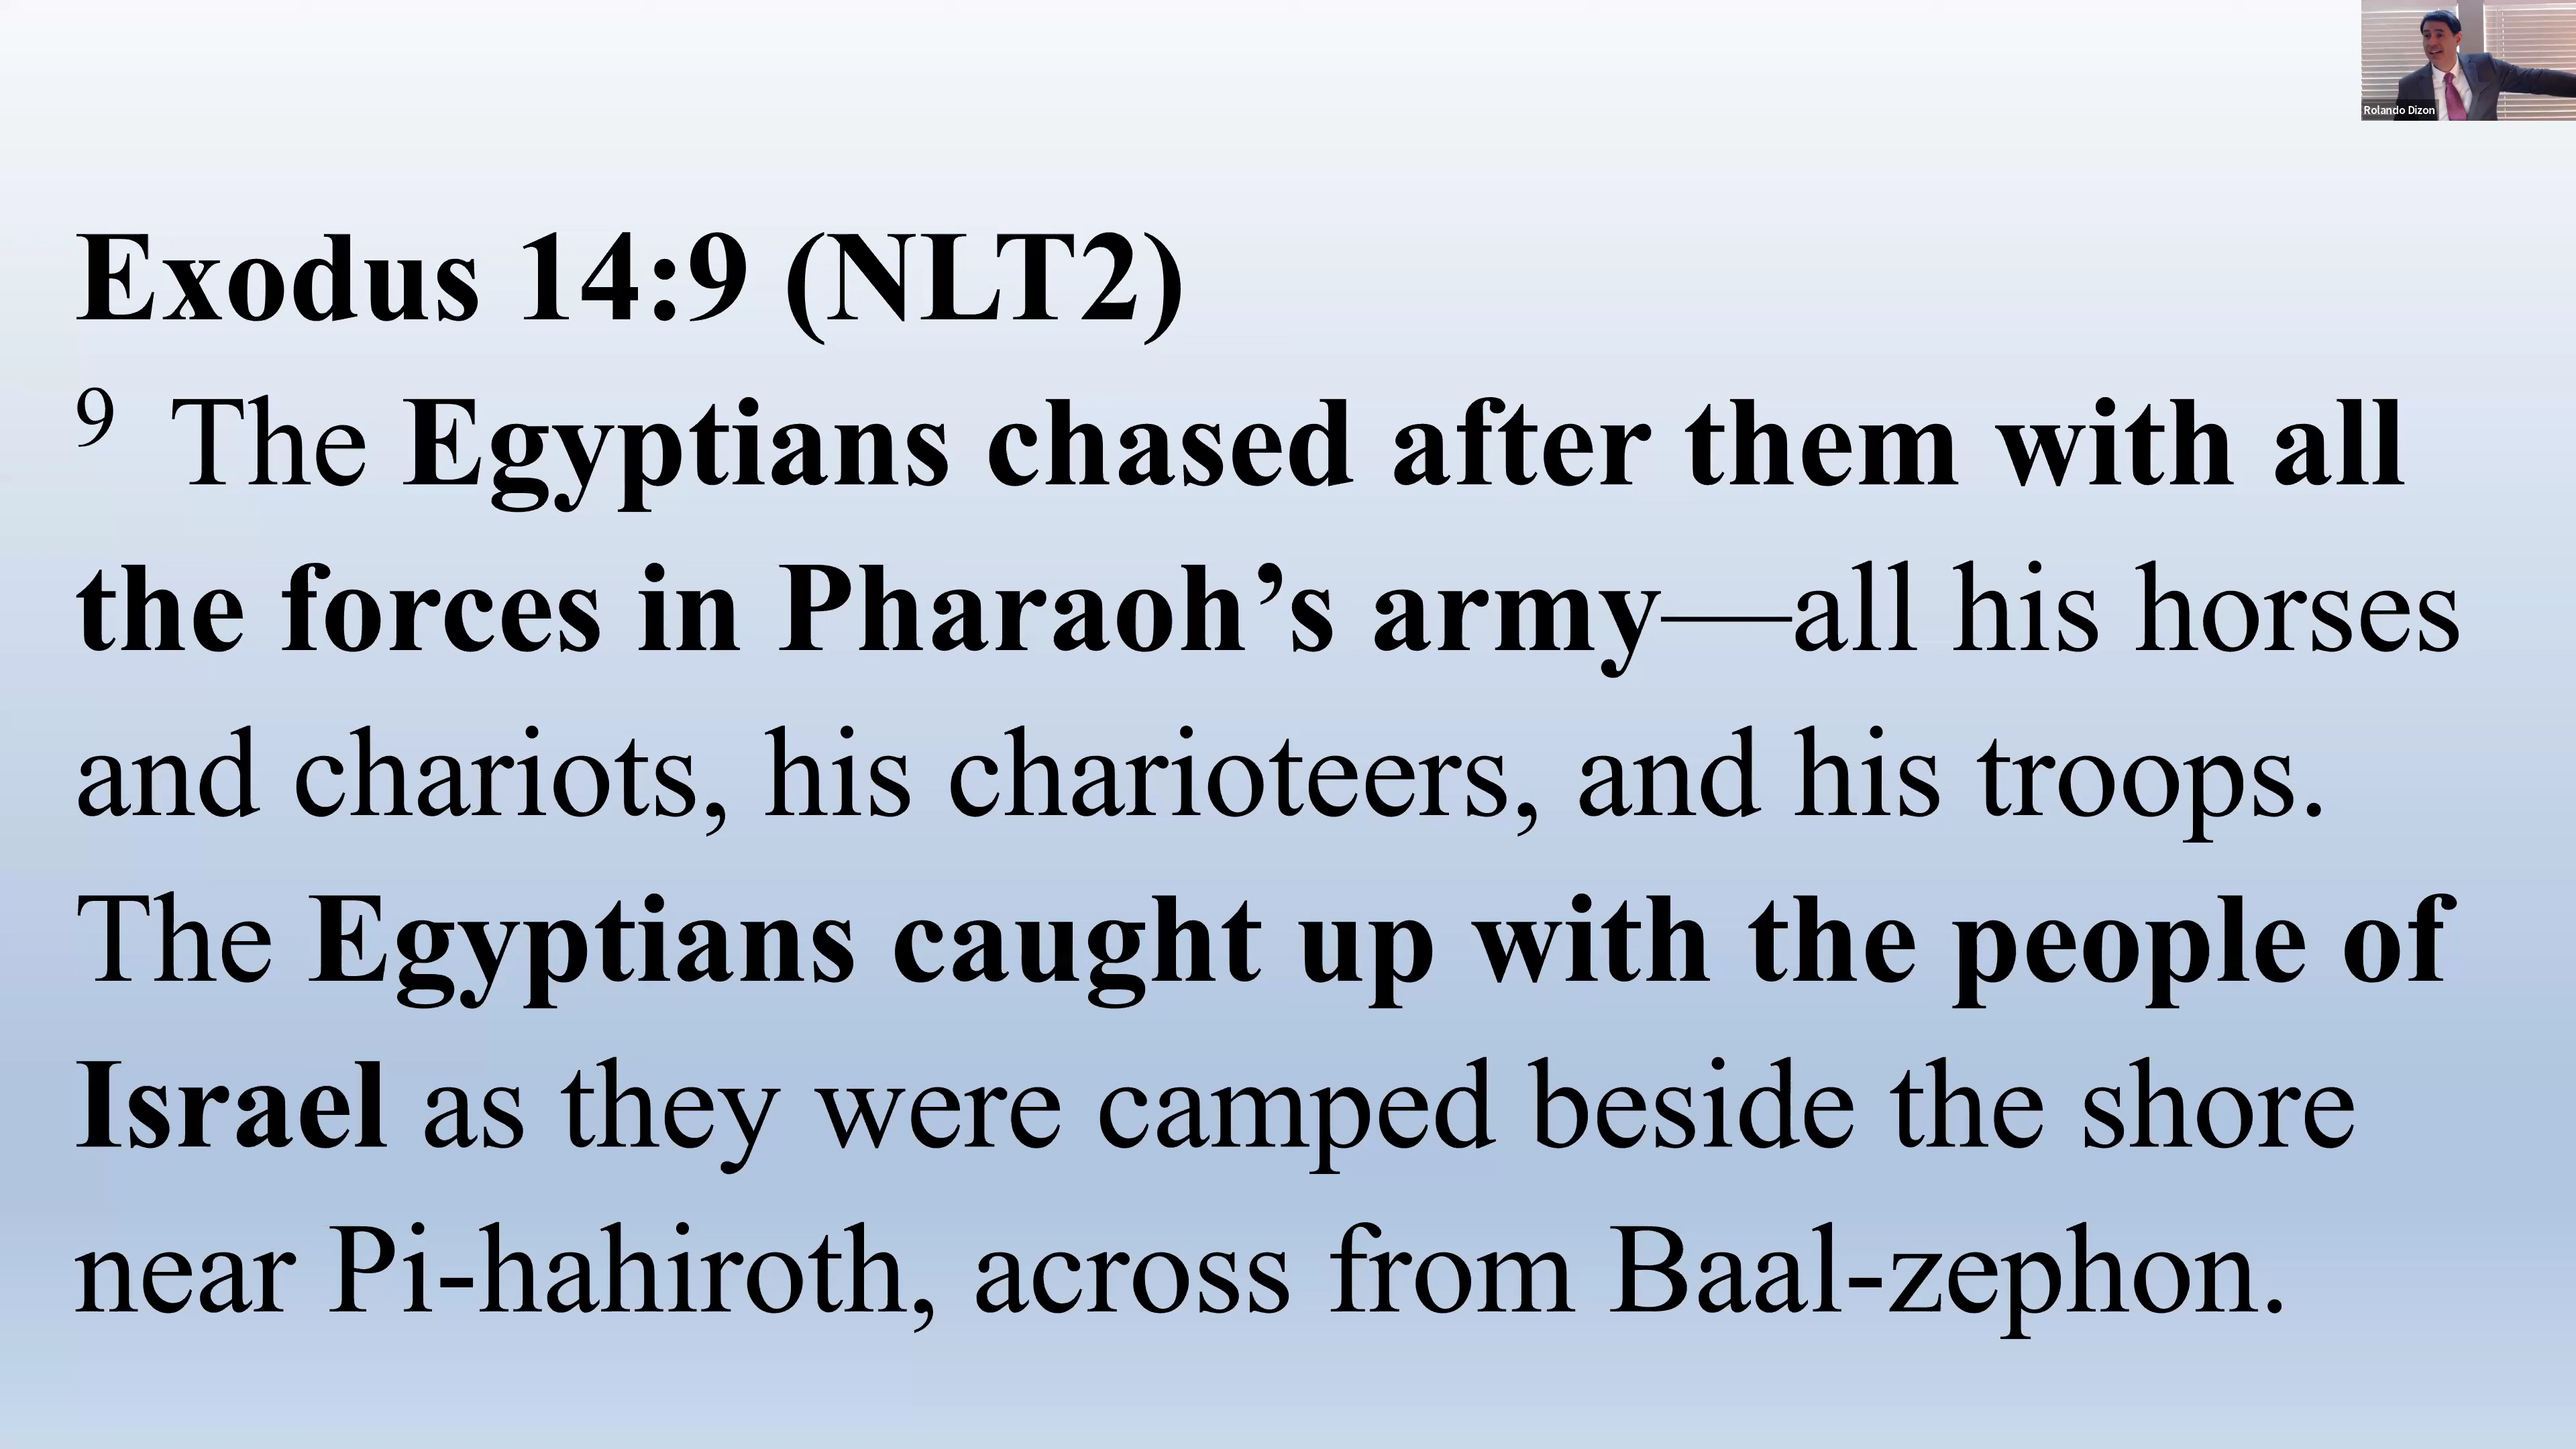 Rolando Dizon
Exodus 14:9 (NLT2)
9 The Egyptians chased after them with all
the forces in Pharaoh’s army—all his horses
and chariots, his charioteers, and his troops.
The Egyptians caught up with the people of
Israel as they were camped beside the shore
near Pi-hahiroth, across from Baal-zephon.